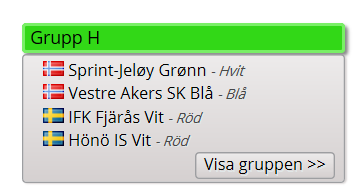 Grupp H
Sprint-Jeløy Grønn - Hvit
Vestre Akers SK Blå - Blå
IFK Fjärås Vit - Röd
Hönö IS Vit - Röd
Visa gruppen >>